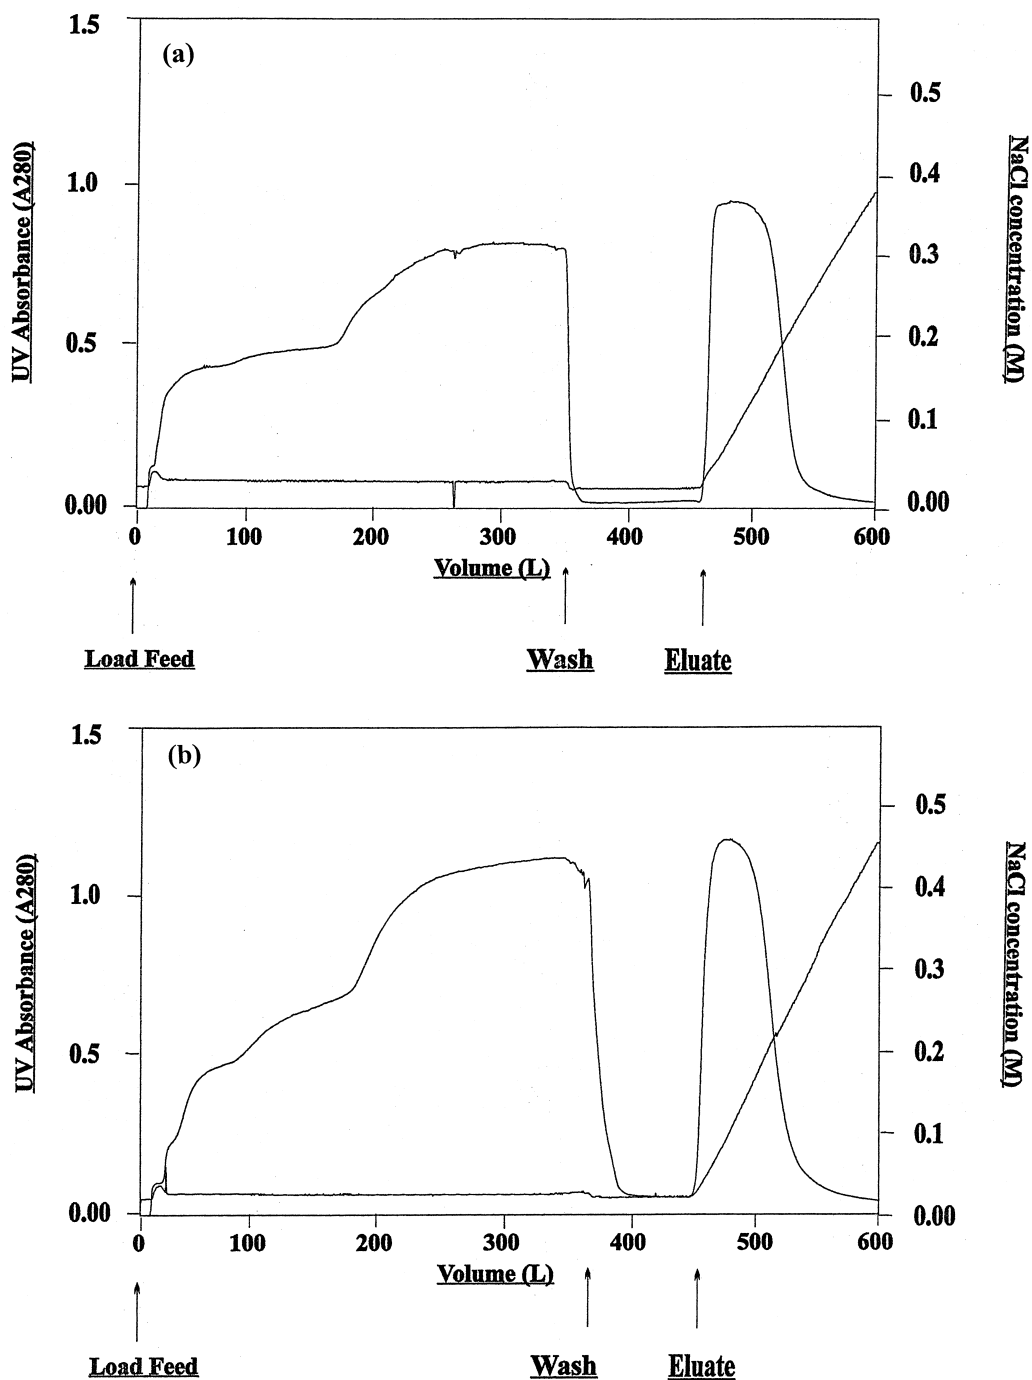 1.5
(a)
0.5
UV Absorbance (A280)
NaCl concentration (M)
1.0
0.4
0.3
0.5
0.2
0.1
0.00
0.00
0
100
200
300
400
500
600
Volume (L)
Load Feed
Wash
Eluate
1.5
(b)
0.5
UV Absorbance (A280)
NaCl concentration (M)
1.0
0.4
0.3
0.5
0.2
0.1
0.00
0.00
0
100
200
300
400
500
600
Volume (L)
Load Feed
Wash
Eluate